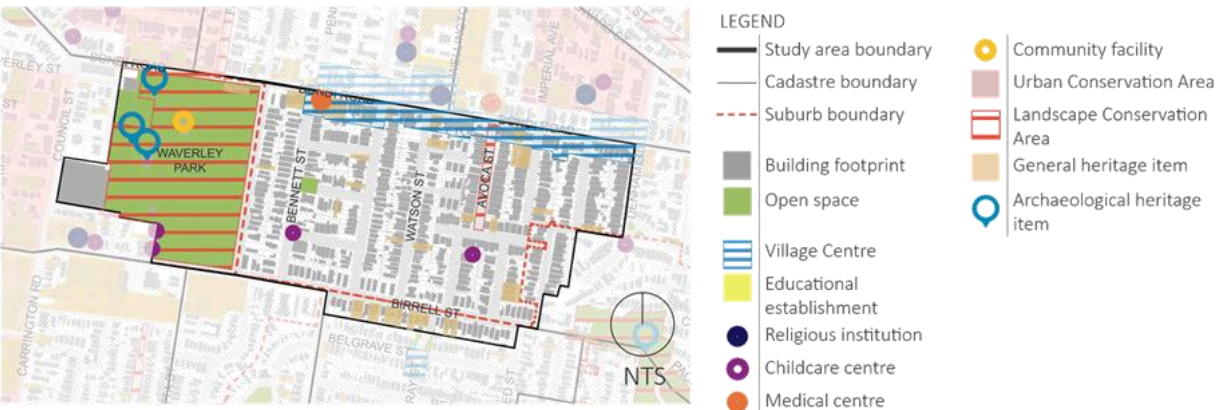 COUNCIL ST
WAVERLEY
PARK
BENNETT ST
WATSON ST
AVOCA ST
IMPERIAL AVE
BIRRELL ST
BELGRAVE ST
CARRINGTON RD
NTS
LEGEND
Study area boundary
Cadastre boundary
Suburb boundary
Building footprint
Open space
Village Centre
Educational
establishment
Religious institution
Childcare centre
Medical centre
Community facility
Urban Conservation Area
Landscape Conservation
Area
General heritage item
Archaeological heritage
item